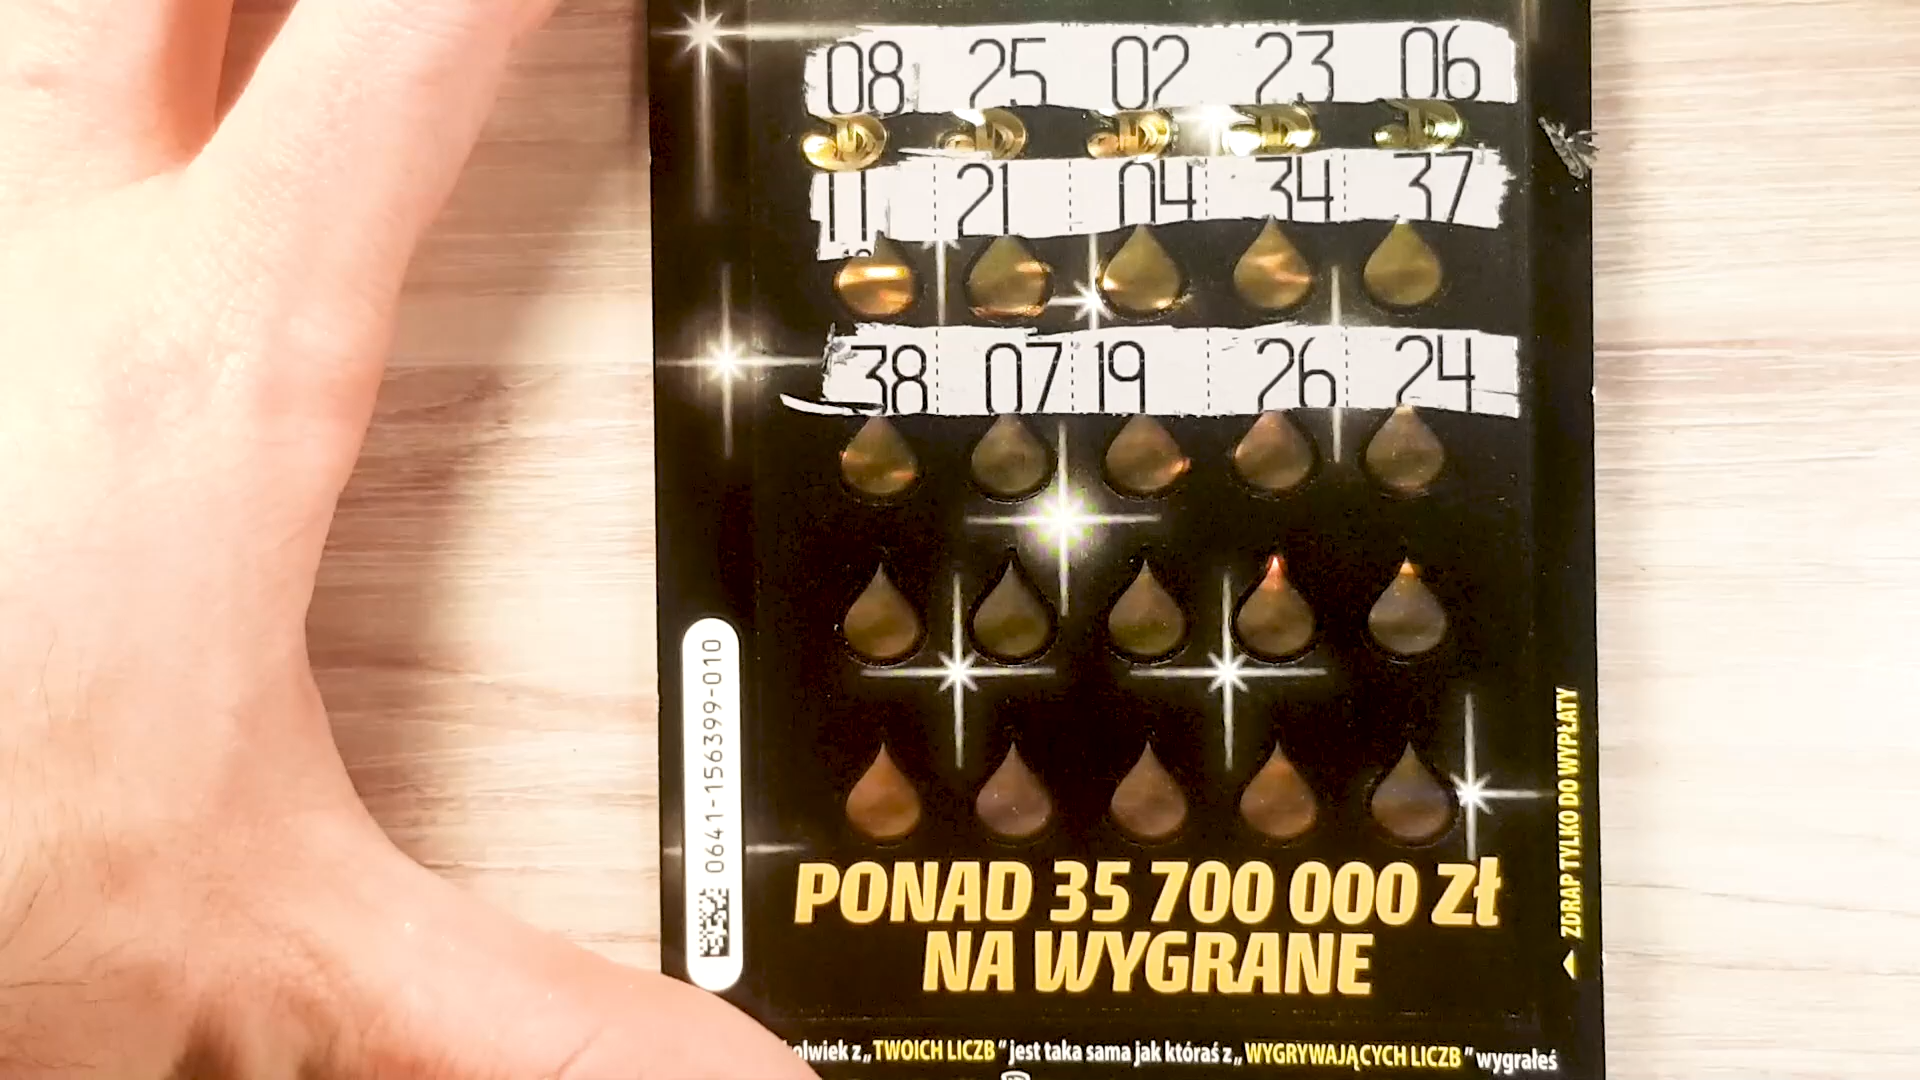 08 25 02 23 06
11 21 04 34 37
38 07 19 26 24
0641-156399-010
ZDRAP TYLKO DO WYPŁATY
PONAD 35 700 000 Zł
NA WYGRANE
z „TWOICH LICZB" jest taka sama jak któraś z „WYGRYWAJĄCYCH LICZB" wygrałeś